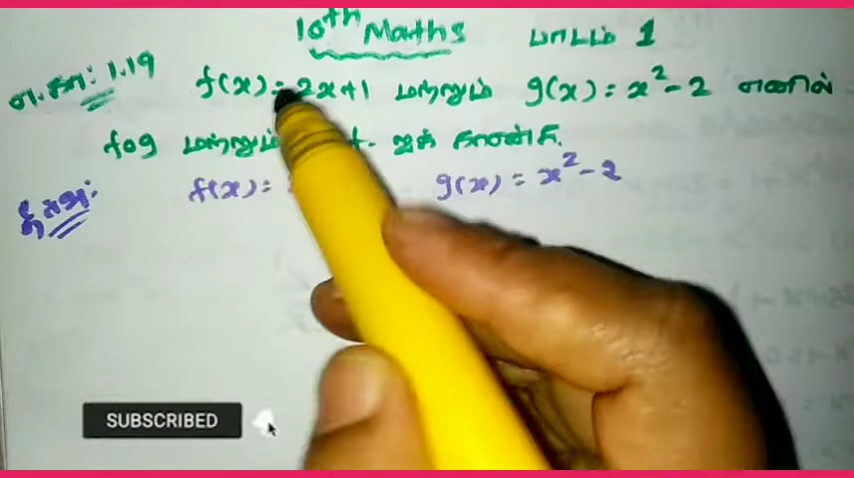 10th Maths பாடம் 1
எ.கா: 1.19 f(x) = 2x+1 மற்றும் g(x) = x²-2 எனில்
fog மற்றும் f. ஐக் காண்க.
தீர்வு: f(x) = g(x) = x²-2
SUBSCRIBED